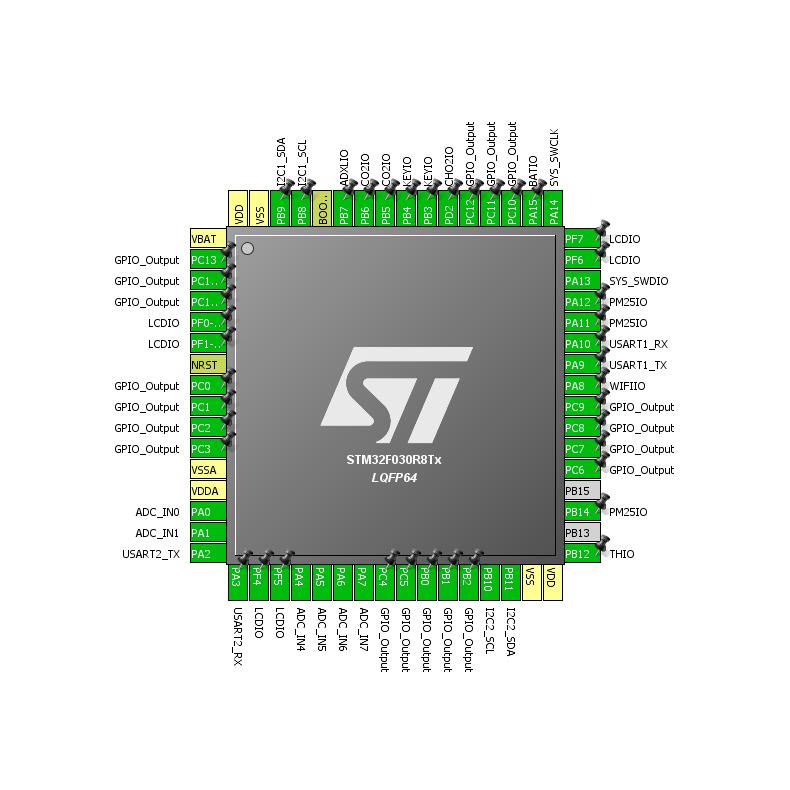 I2C1_SDA
I2C1_SCL
ADXLIO
CO2IO
CO2IO
KEYIO
KEYIO
CHO2IO
GPIO_Output
GPIO_Output
GPIO_Output
BATIO
SYS_SWCLK
VDD
VSS
PB9
PB8
BOO..
PB7
PB6
PB5
PB4
PB3
PD2
PC12
PC11
PC10
PA15
PA14
VBAT
GPIO_Output PC13
GPIO_Output PC1..
GPIO_Output PC1..
LCDIO PF0-..
LCDIO PF1-..
NRST
GPIO_Output PC0
GPIO_Output PC1
GPIO_Output PC2
GPIO_Output PC3
VSSA
VDDA
ADC_IN0 PA0
ADC_IN1 PA1
USART2_TX PA2
ST
STM32F030R8Tx
LQFP64
PF7 LCDIO
PF6 LCDIO
PA13 SYS_SWDIO
PA12 PM25IO
PA11 PM25IO
PA10 USART1_RX
PA9 USART1_TX
PA8 WIFIIO
PC9 GPIO_Output
PC8 GPIO_Output
PC7 GPIO_Output
PC6 GPIO_Output
PB15
PB14 PM25IO
PB13
PB12 THIO
PA3
PF4
PF5
PA4
PA5
PA6
PA7
PC4
PC5
PB0
PB1
PB2
PB10
PB11
VSS
VDD
USART2_RX
LCDIO
LCDIO
ADC_IN4
ADC_IN5
ADC_IN6
ADC_IN7
GPIO_Output
GPIO_Output
GPIO_Output
GPIO_Output
GPIO_Output
I2C2_SCL
I2C2_SDA